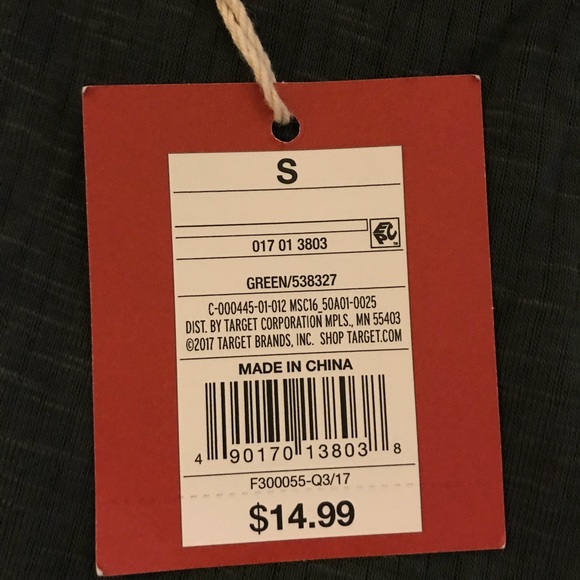 S
017 01 3803
EPC™
GREEN/538327
C-000445-01-012 MSC16_50A01-0025
DIST. BY TARGET CORPORATION MPLS., MN 55403
©2017 TARGET BRANDS, INC. SHOP TARGET.COM
MADE IN CHINA
4 90170 13803 8
F300055-Q3/17
$14.99